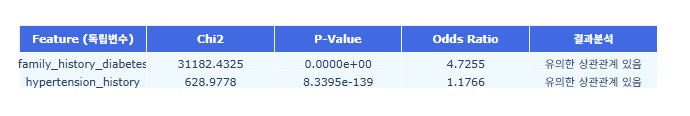 Feature (독립변수) Chi2 P-Value Odds Ratio 결과분석
family_history_diabetes 31182.4325 0.0000e+00 4.7255 유의한 상관관계 있음
hypertension_history 628.9778 8.3395e-139 1.1766 유의한 상관관계 있음